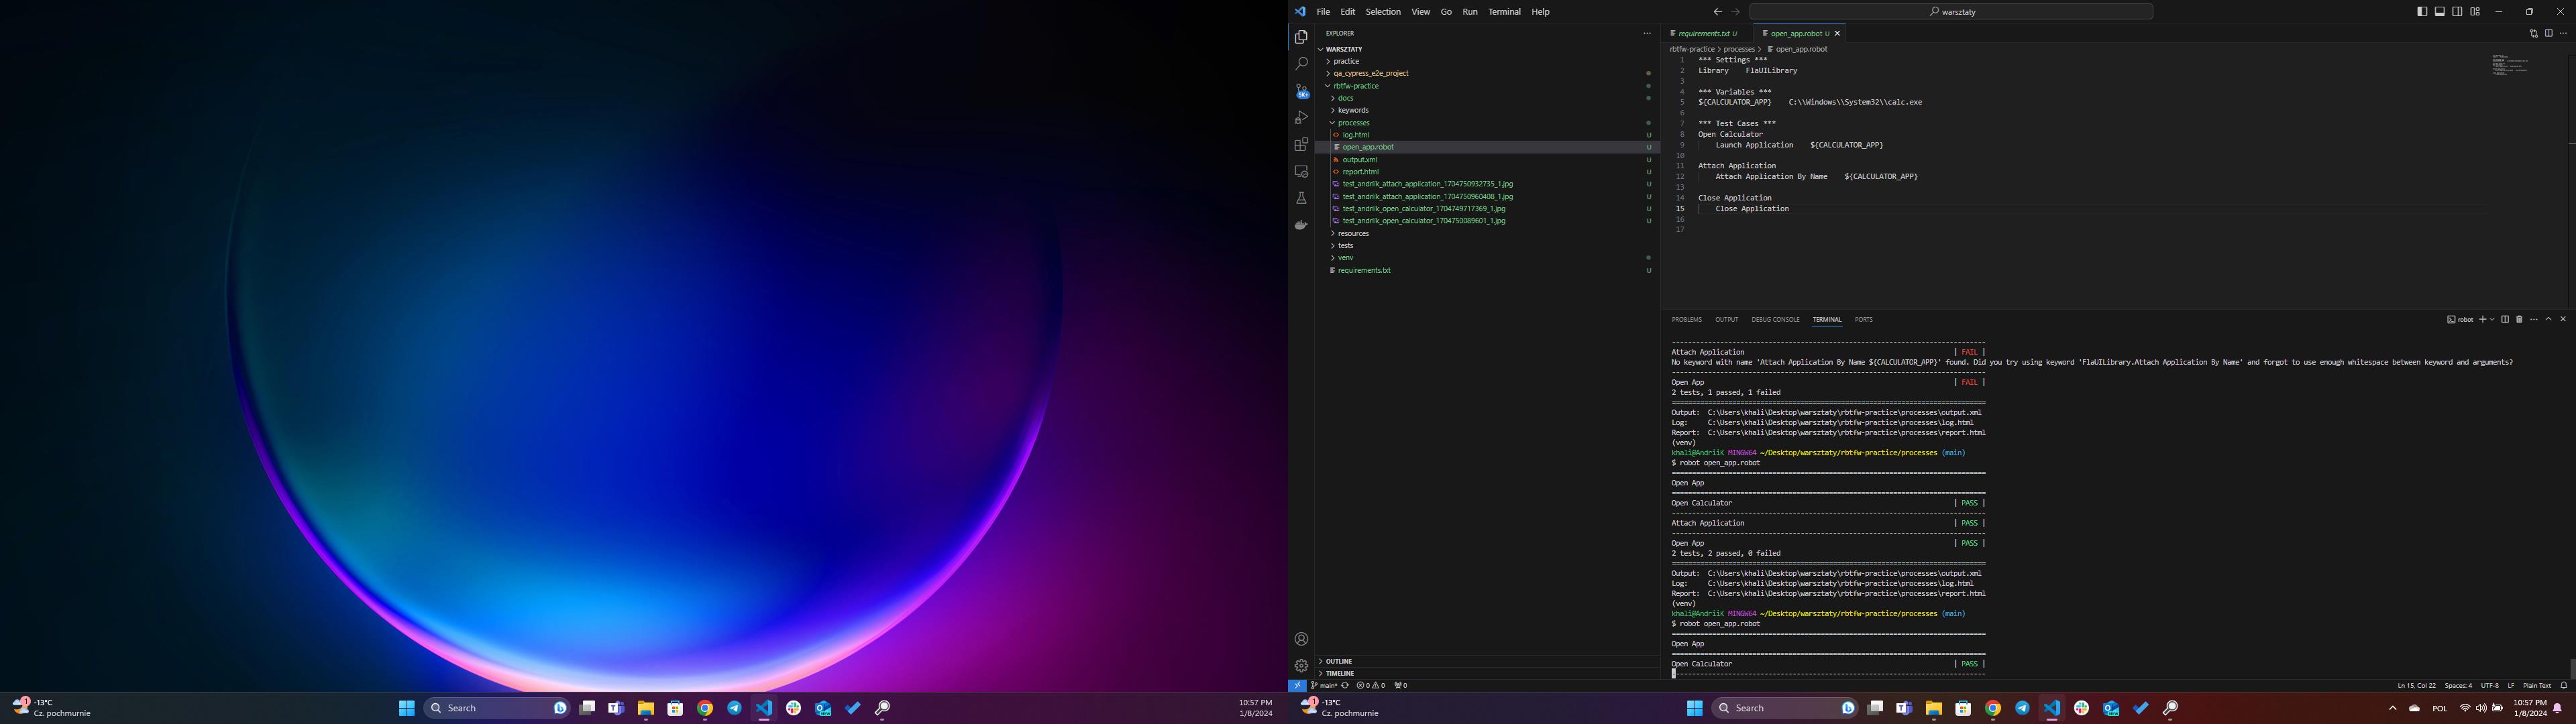 File Edit Selection View Go Run Terminal Help
warsztaty
EXPLORER
WARSZTATY
practice
qa_cypress_e2e_project
rbtfw-practice
docs
keywords
processes
log.html U
open_app.robot U
output.xml U
report.html U
test_andriik_attach_application_1704750932735_1.jpg U
test_andriik_attach_application_1704750960408_1.jpg U
test_andriik_open_calculator_1704749717369_1.jpg U
test_andriik_open_calculator_1704750089601_1.jpg U
resources
tests
venv
requirements.txt U
OUTLINE
TIMELINE
requirements.txt U
open_app.robot U
rbtfw-practice > processes > open_app.robot
1 *** Settings ***
2 Library    FlaUILibrary
3
4 *** Variables ***
5 ${CALCULATOR_APP}    C:\\Windows\\System32\\calc.exe
6
7 *** Test Cases ***
8 Open Calculator
9     Launch Application    ${CALCULATOR_APP}
10
11 Attach Application
12     Attach Application By Name    ${CALCULATOR_APP}
13
14 Close Application
15     Close Application
16
17
PROBLEMS OUTPUT DEBUG CONSOLE TERMINAL PORTS
robot
------------------------------------------------------------------------------
Attach Application | FAIL |
No keyword with name 'Attach Application By Name ${CALCULATOR_APP}' found. Did you try using keyword 'FlaUILibrary.Attach Application By Name' and forgot to use enough whitespace between keyword and arguments?
------------------------------------------------------------------------------
Open App | FAIL |
2 tests, 1 passed, 1 failed
==============================================================================
Output:  C:\Users\khali\Desktop\warsztaty\rbtfw-practice\processes\output.xml
Log:     C:\Users\khali\Desktop\warsztaty\rbtfw-practice\processes\log.html
Report:  C:\Users\khali\Desktop\warsztaty\rbtfw-practice\processes\report.html
(venv)
khali@AndriiK MINGW64 ~/Desktop/warsztaty/rbtfw-practice/processes (main)
$ robot open_app.robot
==============================================================================
Open App
==============================================================================
Open Calculator | PASS |
------------------------------------------------------------------------------
Attach Application | PASS |
------------------------------------------------------------------------------
Open App | PASS |
2 tests, 2 passed, 0 failed
==============================================================================
Output:  C:\Users\khali\Desktop\warsztaty\rbtfw-practice\processes\output.xml
Log:     C:\Users\khali\Desktop\warsztaty\rbtfw-practice\processes\log.html
Report:  C:\Users\khali\Desktop\warsztaty\rbtfw-practice\processes\report.html
(venv)
khali@AndriiK MINGW64 ~/Desktop/warsztaty/rbtfw-practice/processes (main)
$ robot open_app.robot
==============================================================================
Open App
==============================================================================
Open Calculator | PASS |
------------------------------------------------------------------------------
main* 0 0 0
Ln 15, Col 22 Spaces: 4 UTF-8 LF Plain Text
1 -13°C
Cz. pochmurnie
Search
10:57 PM
1/8/2024
1 -13°C
Cz. pochmurnie
Search
POL
10:57 PM
1/8/2024